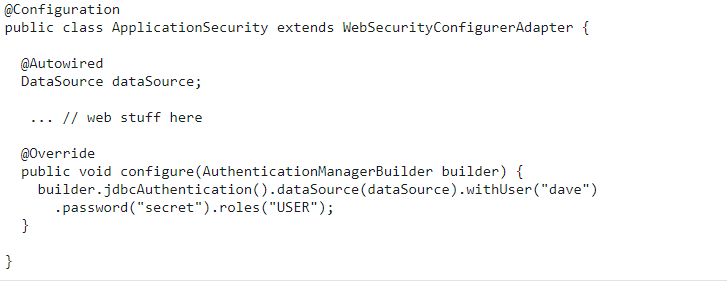 @Configuration
public class ApplicationSecurity extends WebSecurityConfigurerAdapter {
@Autowired
DataSource dataSource;
... // web stuff here
@Override
public void configure(AuthenticationManagerBuilder builder) {
builder.jdbcAuthentication().dataSource(dataSource).withUser("dave")
.password("secret").roles("USER");
}
}